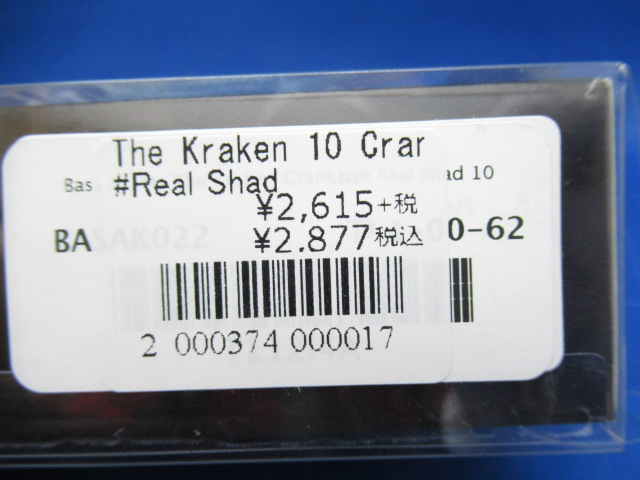 The Kraken 10 Crar
Bas #Real Shad ad 10
¥2,615+税
BA SAK022 ¥2.877税込 0-62
2 000374 000017